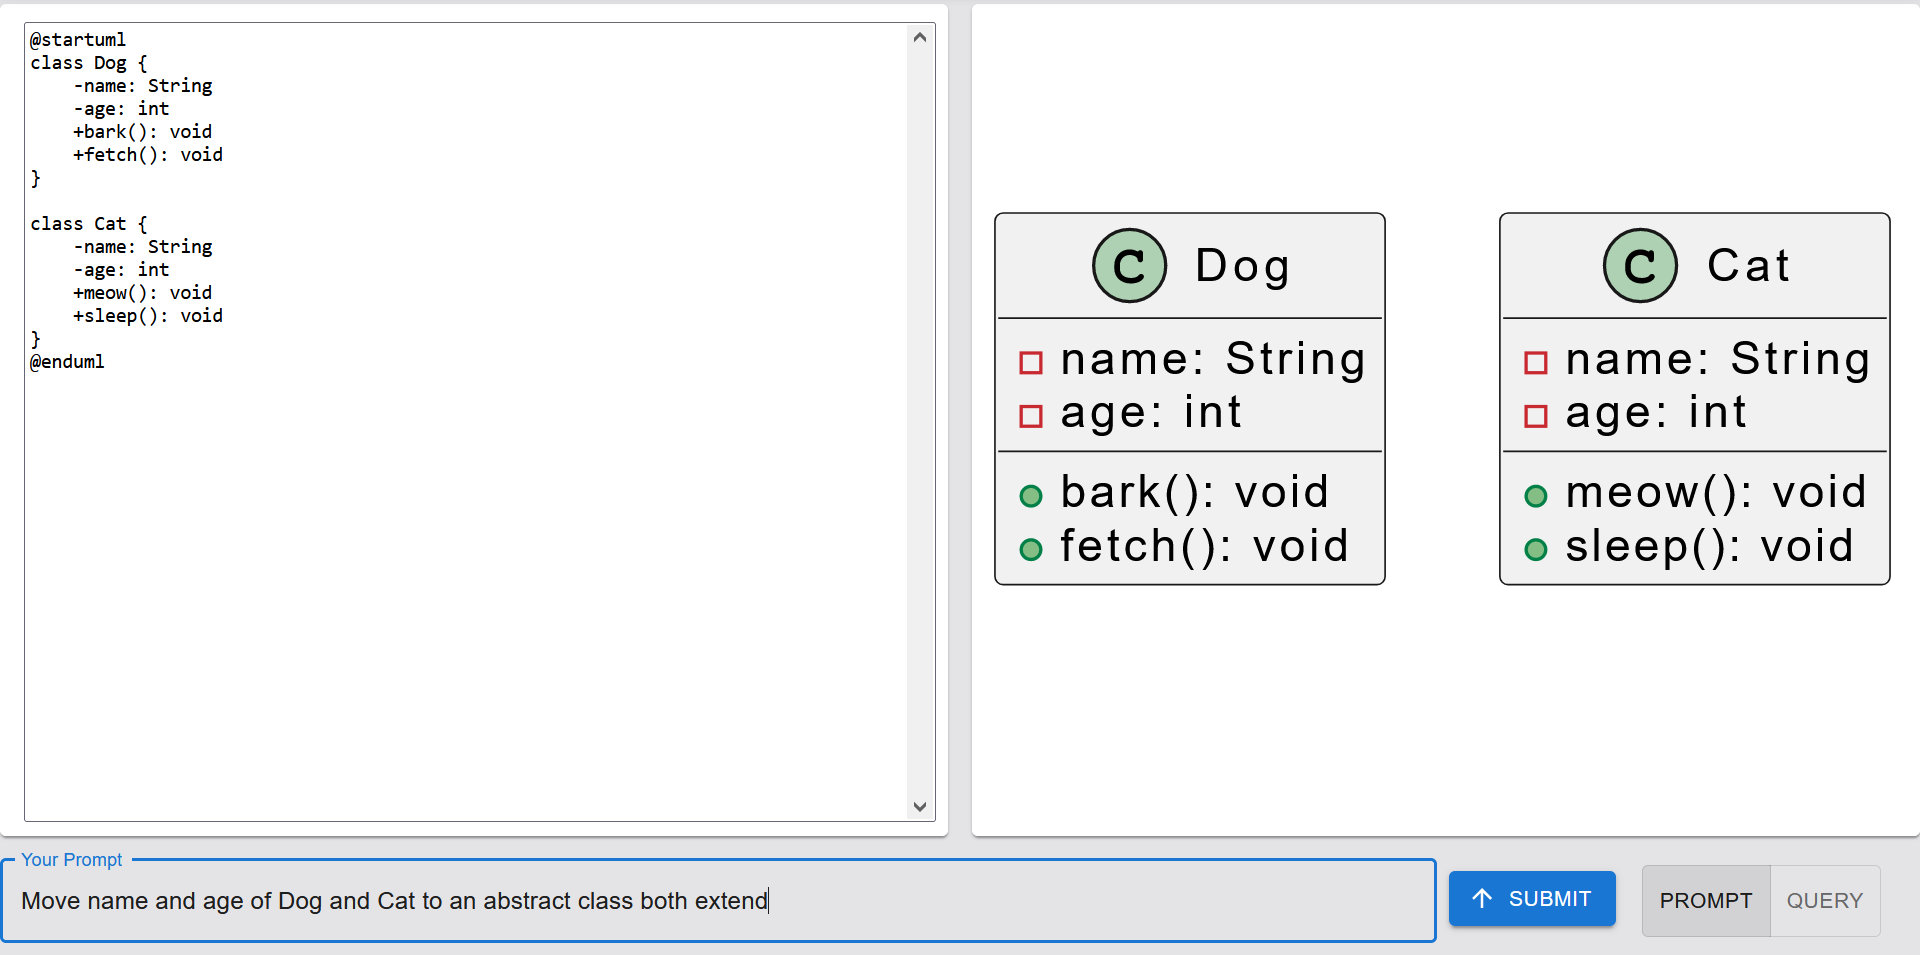 @startuml
class Dog {
    -name: String
    -age: int
    +bark(): void
    +fetch(): void
}

class Cat {
    -name: String
    -age: int
    +meow(): void
    +sleep(): void
}
@enduml
C Dog
name: String
age: int
bark(): void
fetch(): void
C Cat
name: String
age: int
meow(): void
sleep(): void
Your Prompt
Move name and age of Dog and Cat to an abstract class both extend
SUBMIT
PROMPT
QUERY